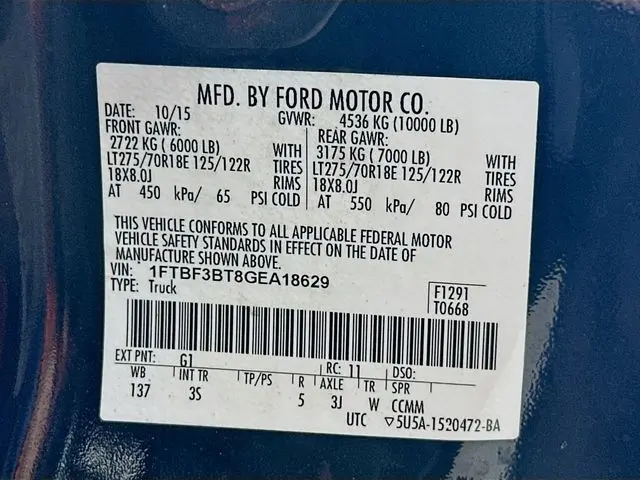 MFD. BY FORD MOTOR CO.
DATE: 10/15 GVWR: 4536 KG (10000 LB)
FRONT GAWR: REAR GAWR:
2722 KG ( 6000 LB) WITH 3175 KG ( 7000 LB) WITH
LT275/70R18E 125/122R TIRES LT275/70R18E 125/122R TIRES
18X8.0J RIMS 18X8.0J RIMS
AT 450 kPa/ 65 PSI COLD AT 550 kPa/ 80 PSI COLD
THIS VEHICLE CONFORMS TO ALL APPLICABLE FEDERAL MOTOR
VEHICLE SAFETY STANDARDS IN EFFECT ON THE DATE OF
MANUFACTURE SHOWN ABOVE.
VIN: 1FTBF3BT8GEA18629
TYPE: Truck
F1291
T0668
EXT PNT: G1 RC: 11 DSO:
WB INT TR TP/PS R AXLE TR SPR
137 3S 5 3J W CCMM
UTC ▽5U5A-1520472-BA